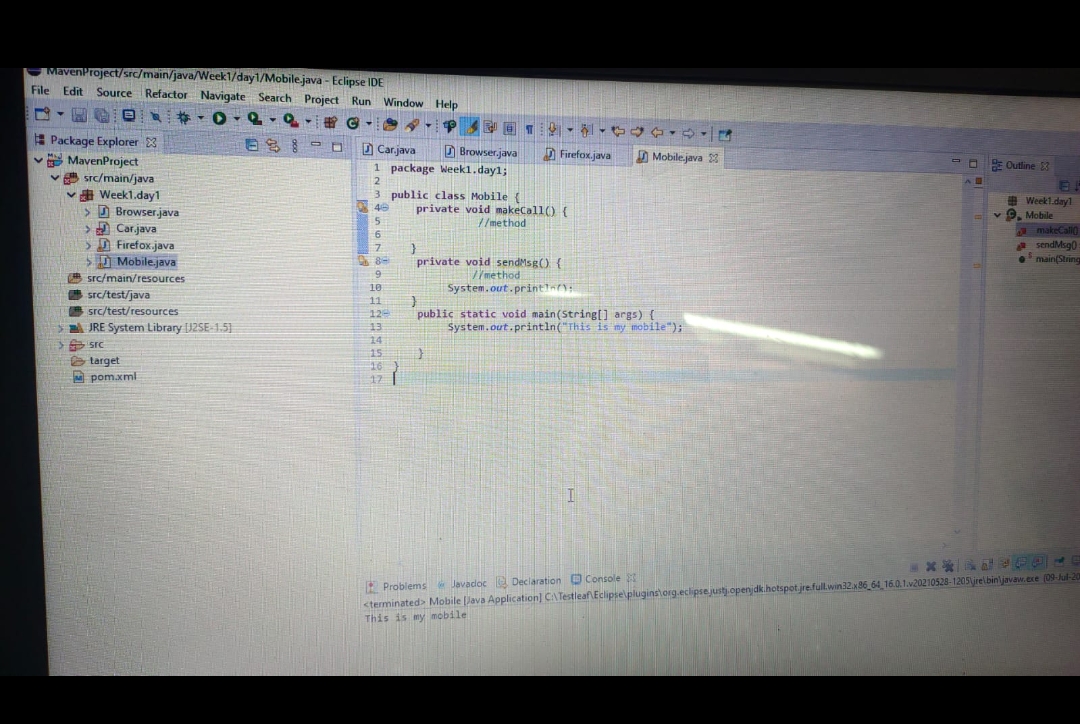 MavenProject/src/main/java/Week1/day1/Mobile.java - Eclipse IDE
File Edit Source Refactor Navigate Search Project Run Window Help
Package Explorer
MavenProject
src/main/java
Week1.day1
Browser.java
Car.java
Firefox.java
Mobile.java
src/main/resources
src/test/java
src/test/resources
JRE System Library [J2SE-1.5]
src
target
pom.xml
Car.java Browser.java Firefox.java Mobile.java
1 package Week1.day1;
2
3 public class Mobile {
4 private void makeCall() {
5 //method
6
7 }
8 private void sendMsg() {
9 //method
10 System.out.println();
11 }
12 public static void main(String[] args) {
13 System.out.println("This is my mobile");
14
15 }
16 }
17
Outline
Week1.day1
Mobile
makeCall()
sendMsg()
main(String
Problems Javadoc Declaration Console
<terminated> Mobile [Java Application] C:\Testleaf\Eclipse\plugins\org.eclipse.justj.openjdk.hotspot.jre.full.win32.x86_64_16.0.1.v20210528-1205\jre\bin\javaw.exe (09-Jul-20
This is my mobile